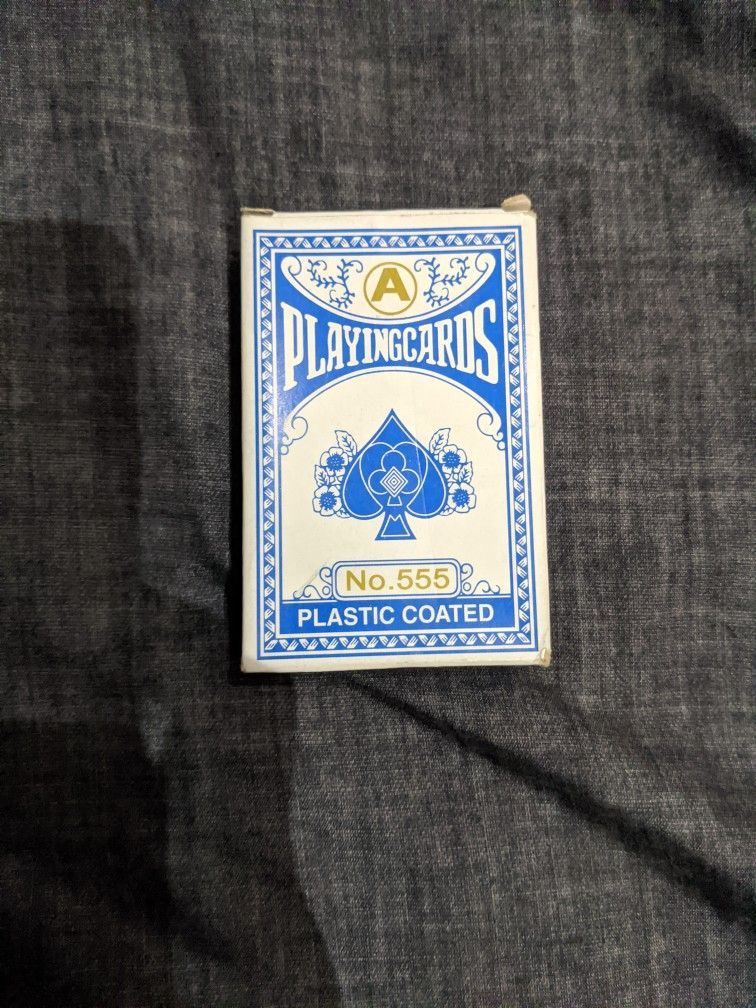 A
PLAYINGCARDS
No.555
PLASTIC COATED